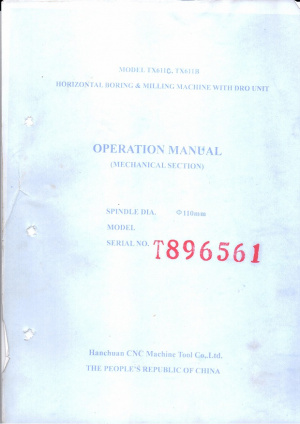 MODEL TX611C, TX611B
HORIZONTAL BORING & MILLING MACHINE WITH DRO UNIT
OPERATION MANUAL
(MECHANICAL SECTION)
SPINDLE DIA. Φ110mm
MODEL
SERIAL NO. T896561
Hanchuan CNC Machine Tool Co,.Ltd.
THE PEOPLE'S REPUBLIC OF CHINA